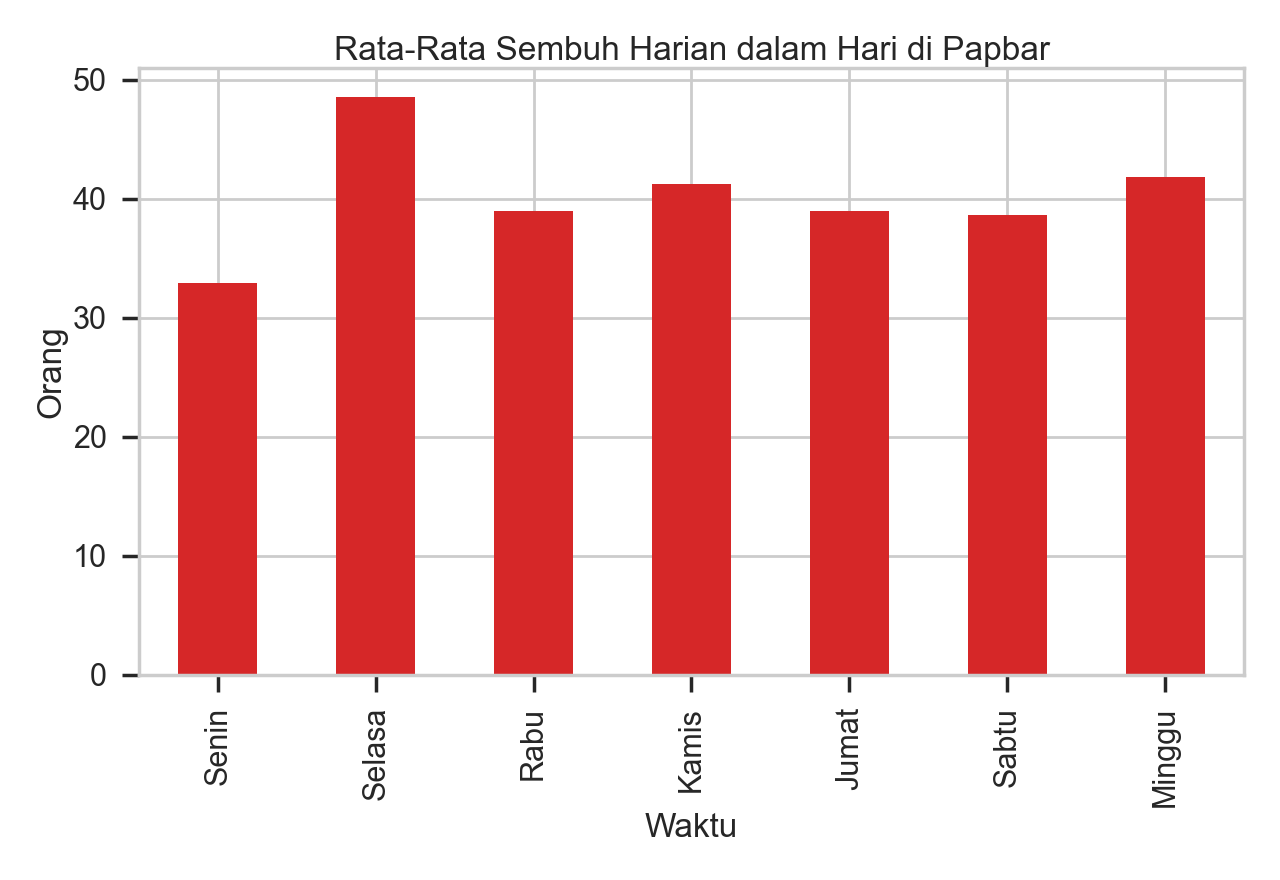 Rata-Rata Sembuh Harian dalam Hari di Papbar
50
40
30
20
10
0
Orang
Senin
Selasa
Rabu
Kamis
Jumat
Sabtu
Minggu
Waktu